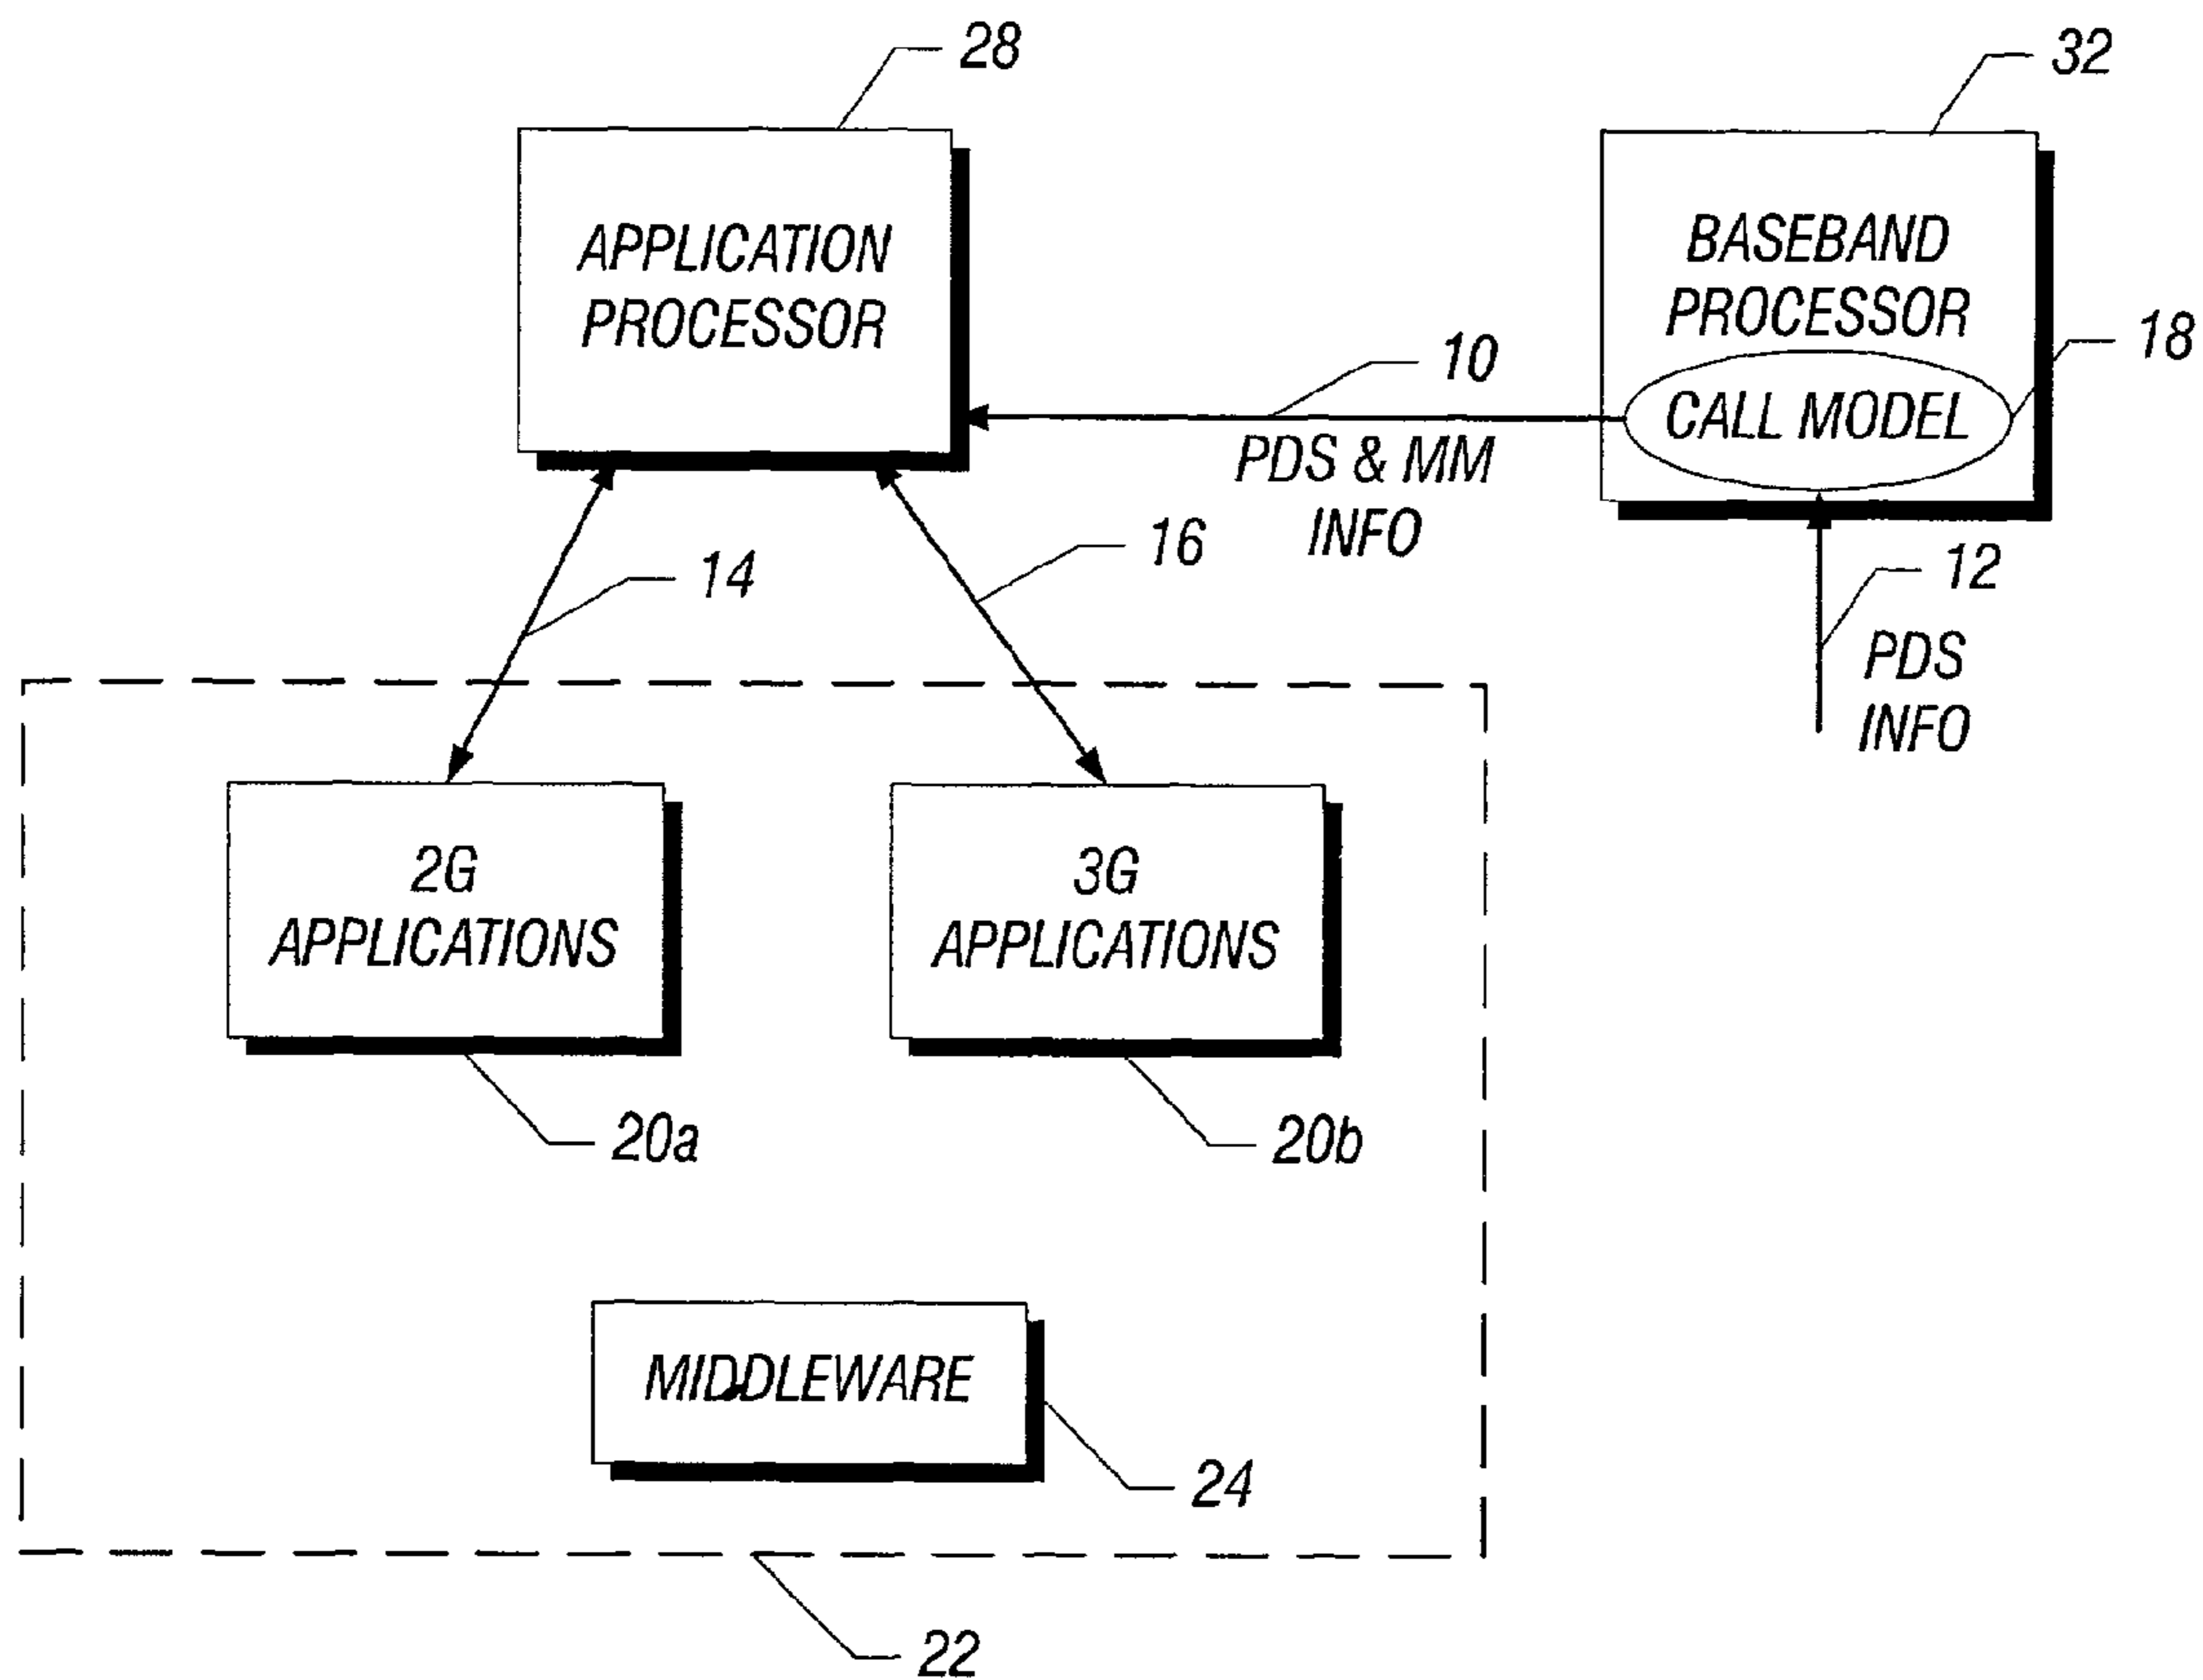 28
32
APPLICATION
PROCESSOR
BASEBAND
PROCESSOR
18
CALL MODEL
10
PDS & MM
INFO
14
16
12
PDS
INFO
2G
APPLICATIONS
3G
APPLICATIONS
20a
20b
MIDDLEWARE
24
22